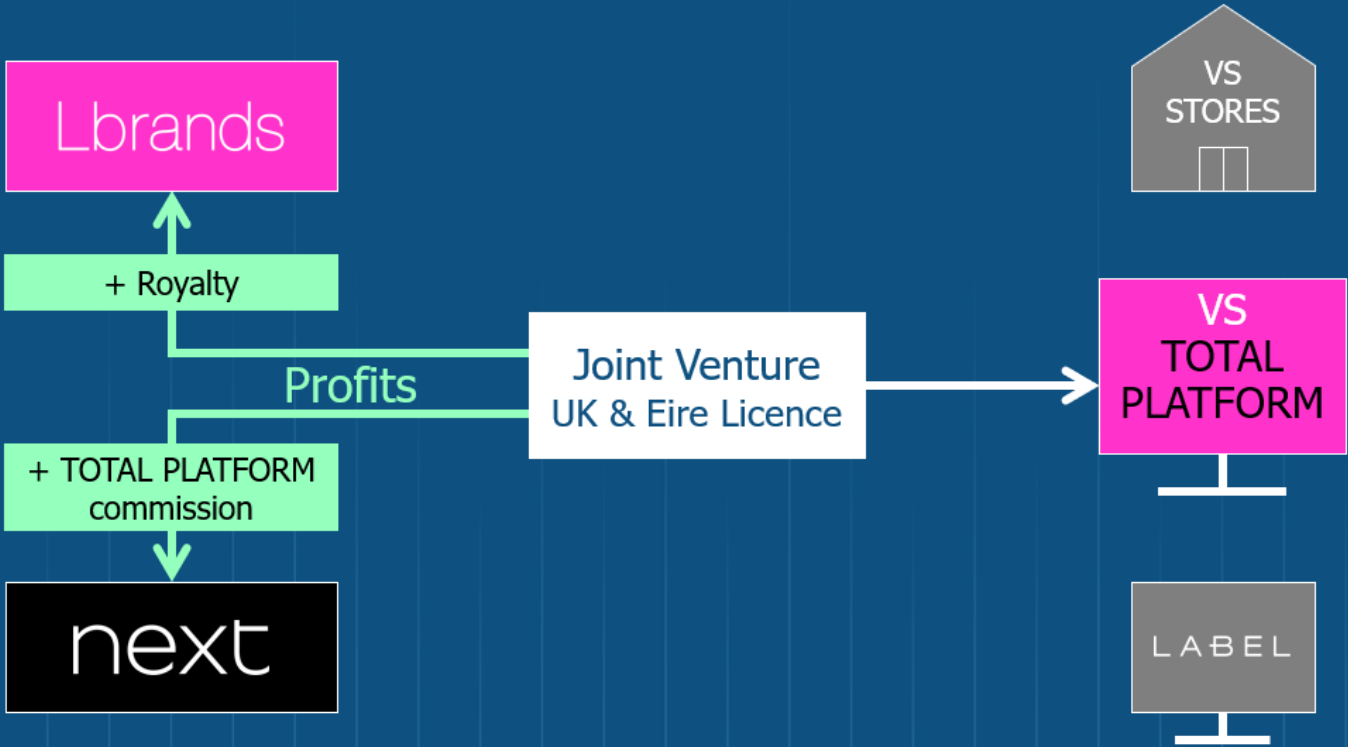 Lbrands
+ Royalty
Profits
+ TOTAL PLATFORM
commission
next
Joint Venture
UK & Eire Licence
VS
STORES
VS
TOTAL
PLATFORM
LABEL